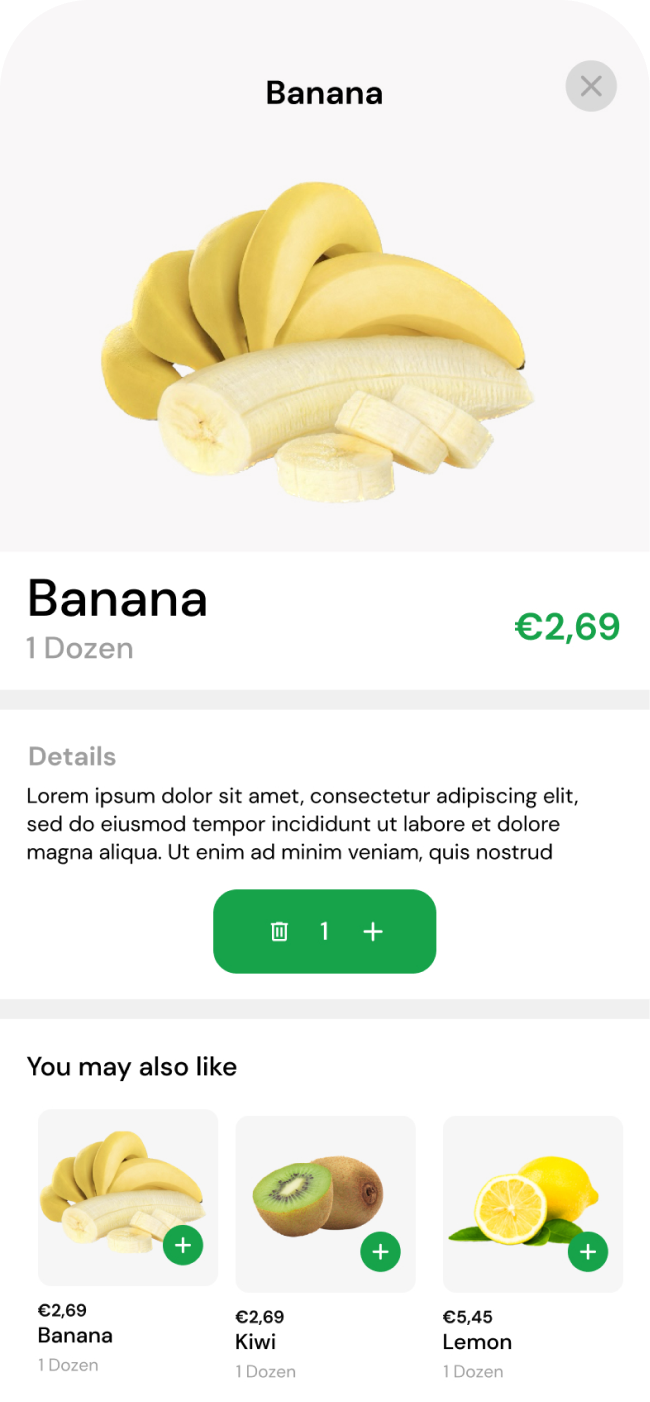 Banana
Banana
1 Dozen
€2,69
Details
Lorem ipsum dolor sit amet, consectetur adipiscing elit,
sed do eiusmod tempor incididunt ut labore et dolore
magna aliqua. Ut enim ad minim veniam, quis nostrud
1
You may also like
€2,69
Banana
1 Dozen
€2,69
Kiwi
1 Dozen
€5,45
Lemon
1 Dozen